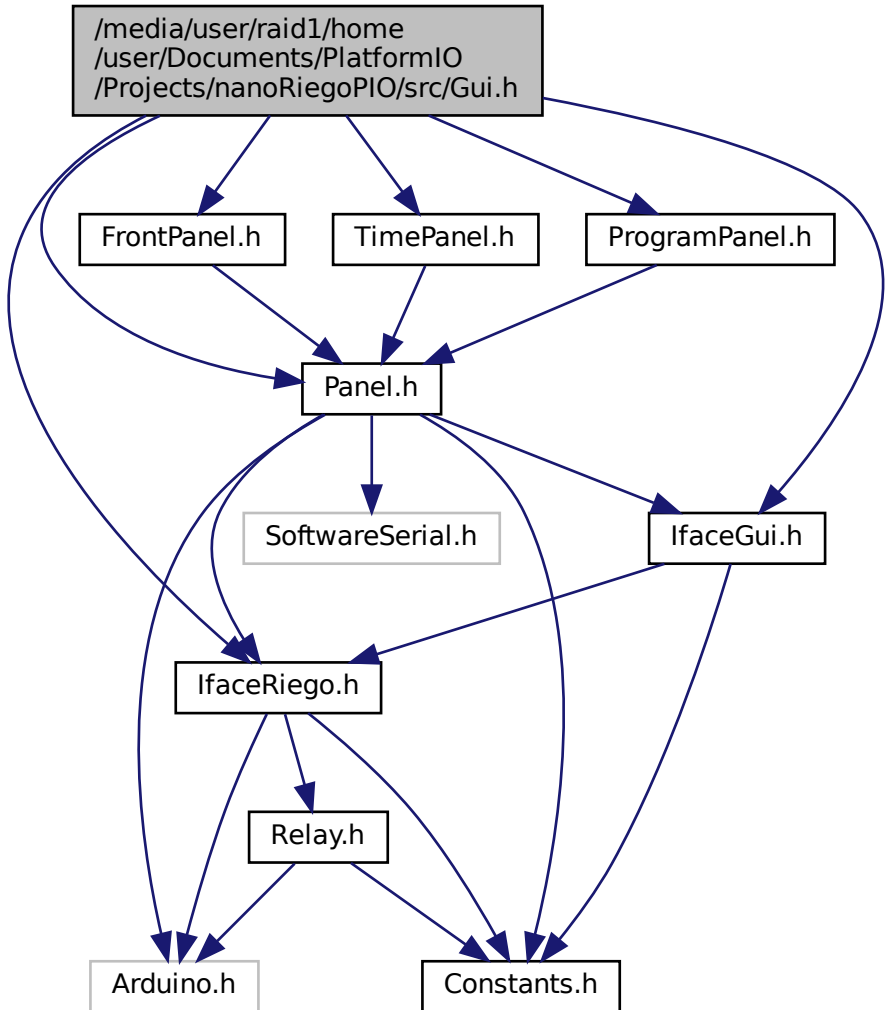 /media/user/raid1/home
/user/Documents/PlatformIO
/Projects/nanoRiegoPIO/src/Gui.h
FrontPanel.h
TimePanel.h
ProgramPanel.h
Panel.h
SoftwareSerial.h
IfaceGui.h
IfaceRiego.h
Relay.h
Arduino.h
Constants.h